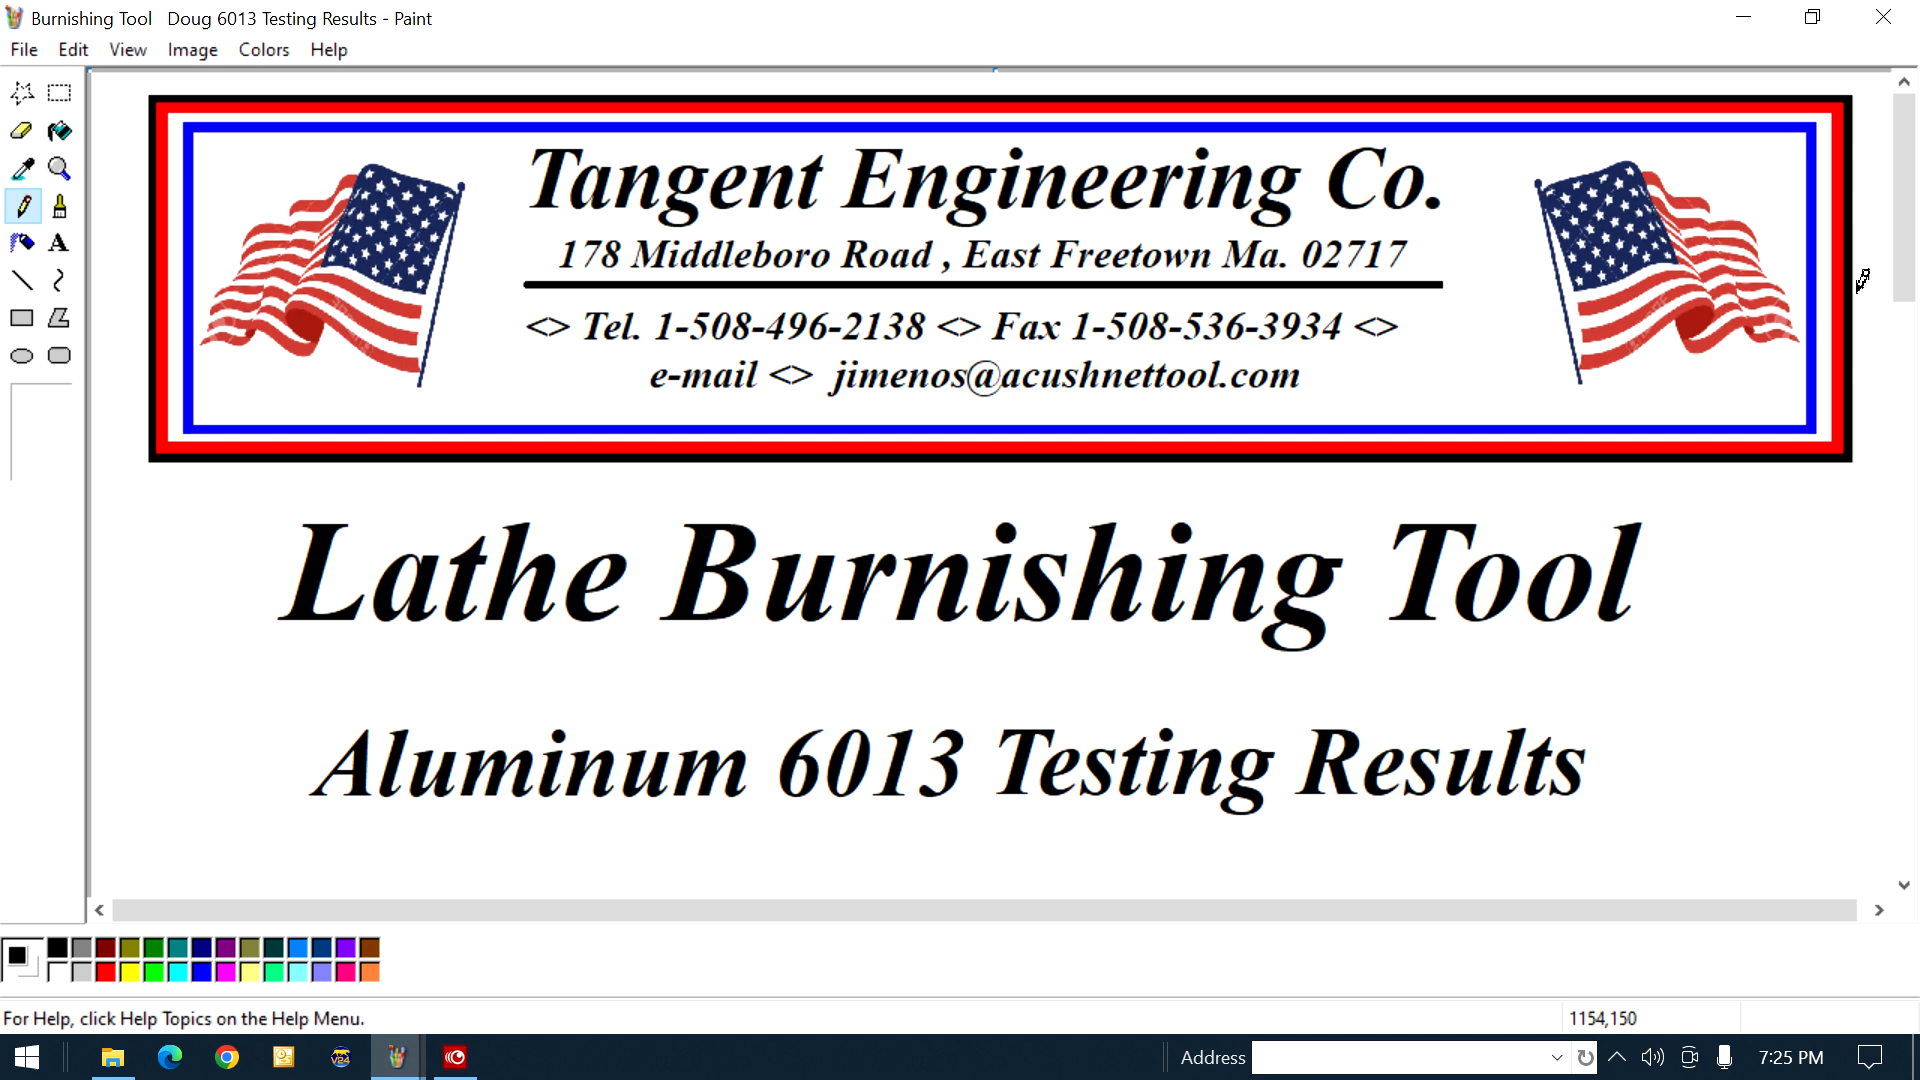 Burnishing Tool   Doug 6013 Testing Results - Paint
File Edit View Image Colors Help
Tangent Engineering Co.
178 Middleboro Road , East Freetown Ma. 02717
<> Tel. 1-508-496-2138 <> Fax 1-508-536-3934 <>
e-mail <> jimenos@acushnettool.com
Lathe Burnishing Tool
Aluminum 6013 Testing Results
For Help, click Help Topics on the Help Menu.
1154,150
V24
Address
7:25 PM